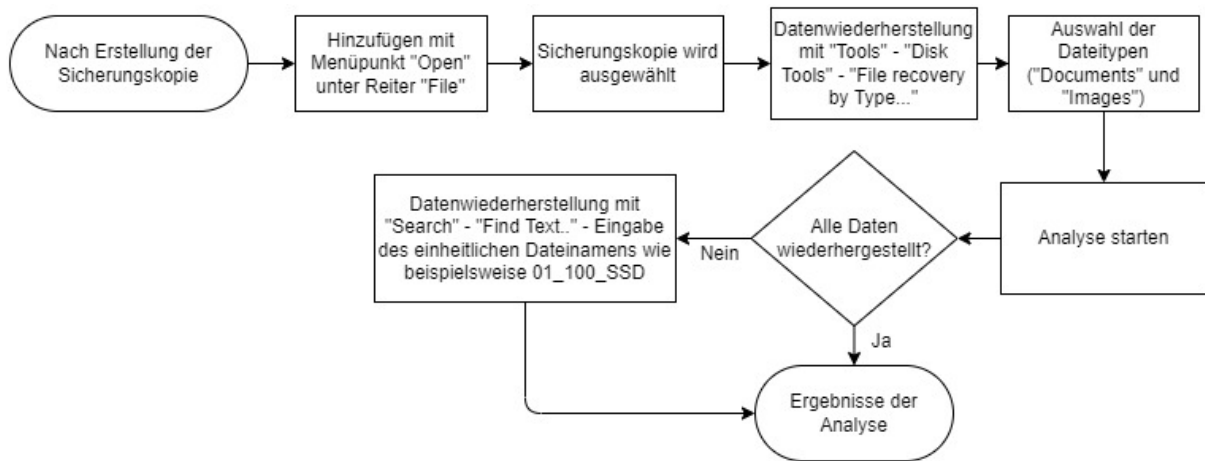 Nach Erstellung der
Sicherungskopie
Hinzufügen mit
Menüpunkt "Open"
unter Reiter "File"
Sicherungskopie wird
ausgewählt
Datenwiederherstellung
mit "Tools" - "Disk
Tools" - "File recovery
by Type..."
Auswahl der
Dateitypen
("Documents" und
"Images")
Analyse starten
Alle Daten
wiederhergestellt?
Nein
Datenwiederherstellung mit
"Search" - "Find Text.." - Eingabe
des einheitlichen Dateinamens wie
beispielsweise 01_100_SSD
Ja
Ergebnisse der
Analyse